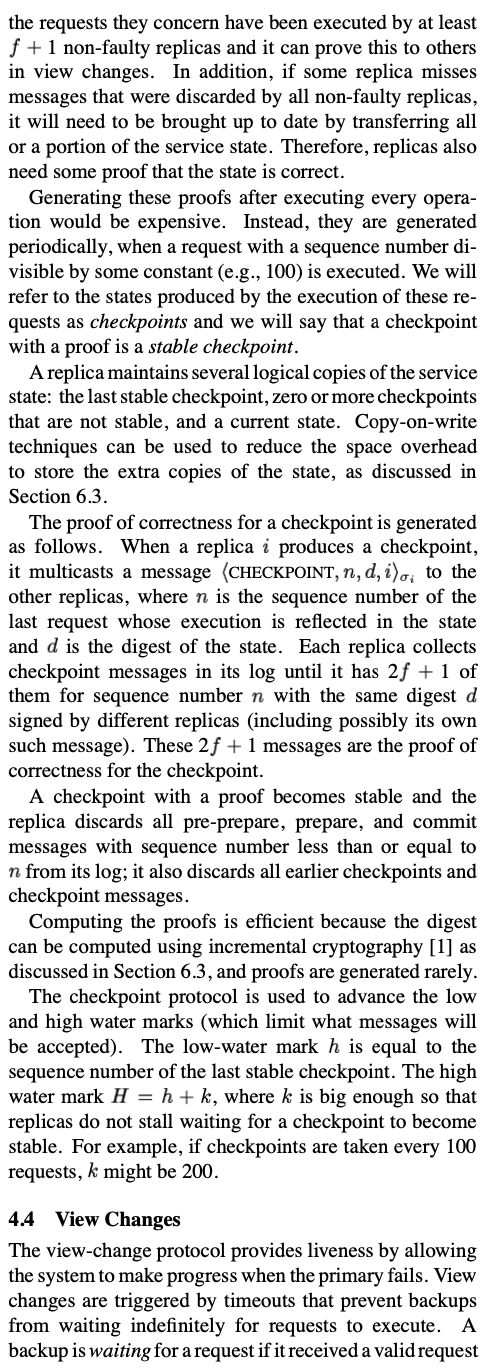 the requests they concern have been executed by at least
f + 1 non-faulty replicas and it can prove this to others
in view changes. In addition, if some replica misses
messages that were discarded by all non-faulty replicas,
it will need to be brought up to date by transferring all
or a portion of the service state. Therefore, replicas also
need some proof that the state is correct.
Generating these proofs after executing every opera-
tion would be expensive. Instead, they are generated
periodically, when a request with a sequence number di-
visible by some constant (e.g., 100) is executed. We will
refer to the states produced by the execution of these re-
quests as checkpoints and we will say that a checkpoint
with a proof is a stable checkpoint.
A replica maintains several logical copies of the service
state: the last stable checkpoint, zero or more checkpoints
that are not stable, and a current state. Copy-on-write
techniques can be used to reduce the space overhead
to store the extra copies of the state, as discussed in
Section 6.3.
The proof of correctness for a checkpoint is generated
as follows. When a replica i produces a checkpoint,
it multicasts a message ⟨CHECKPOINT, n, d, i⟩σi to the
other replicas, where n is the sequence number of the
last request whose execution is reflected in the state
and d is the digest of the state. Each replica collects
checkpoint messages in its log until it has 2f + 1 of
them for sequence number n with the same digest d
signed by different replicas (including possibly its own
such message). These 2f + 1 messages are the proof of
correctness for the checkpoint.
A checkpoint with a proof becomes stable and the
replica discards all pre-prepare, prepare, and commit
messages with sequence number less than or equal to
n from its log; it also discards all earlier checkpoints and
checkpoint messages.
Computing the proofs is efficient because the digest
can be computed using incremental cryptography [1] as
discussed in Section 6.3, and proofs are generated rarely.
The checkpoint protocol is used to advance the low
and high water marks (which limit what messages will
be accepted). The low-water mark h is equal to the
sequence number of the last stable checkpoint. The high
water mark H = h + k, where k is big enough so that
replicas do not stall waiting for a checkpoint to become
stable. For example, if checkpoints are taken every 100
requests, k might be 200.
4.4 View Changes
The view-change protocol provides liveness by allowing
the system to make progress when the primary fails. View
changes are triggered by timeouts that prevent backups
from waiting indefinitely for requests to execute. A
backup is waiting for a request if it received a valid request